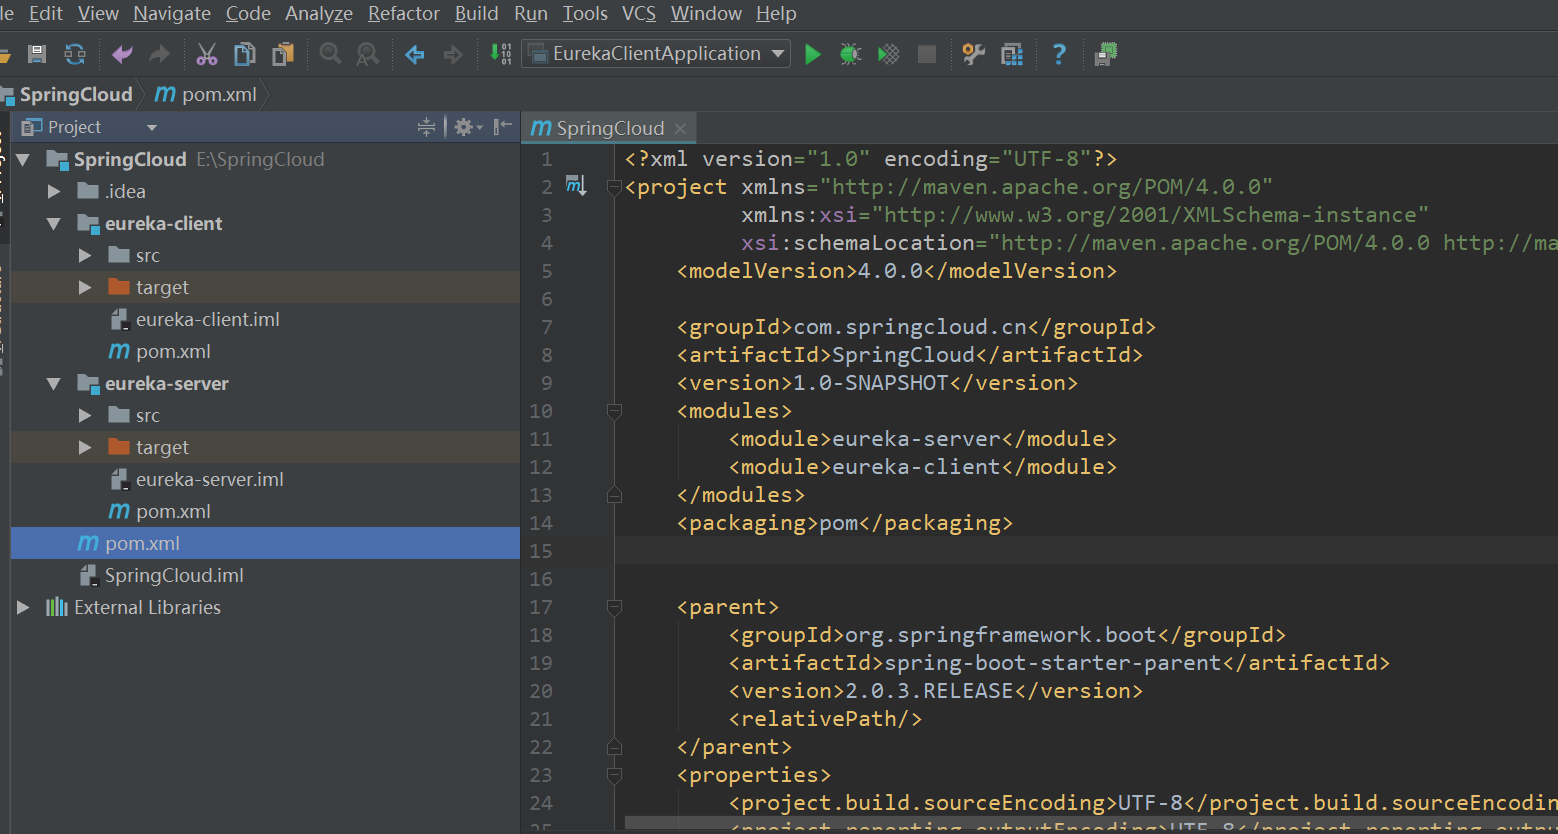 le Edit View Navigate Code Analyze Refactor Build Run Tools VCS Window Help
EurekaClientApplication
SpringCloud pom.xml
Project
SpringCloud E:\SpringCloud
.idea
eureka-client
src
target
eureka-client.iml
pom.xml
eureka-server
src
target
eureka-server.iml
pom.xml
pom.xml
SpringCloud.iml
External Libraries
SpringCloud
1 <?xml version="1.0" encoding="UTF-8"?>
2 <project xmlns="http://maven.apache.org/POM/4.0.0"
3 xmlns:xsi="http://www.w3.org/2001/XMLSchema-instance"
4 xsi:schemaLocation="http://maven.apache.org/POM/4.0.0 http://ma
5 <modelVersion>4.0.0</modelVersion>
6
7 <groupId>com.springcloud.cn</groupId>
8 <artifactId>SpringCloud</artifactId>
9 <version>1.0-SNAPSHOT</version>
10 <modules>
11 <module>eureka-server</module>
12 <module>eureka-client</module>
13 </modules>
14 <packaging>pom</packaging>
15
16
17 <parent>
18 <groupId>org.springframework.boot</groupId>
19 <artifactId>spring-boot-starter-parent</artifactId>
20 <version>2.0.3.RELEASE</version>
21 <relativePath/>
22 </parent>
23 <properties>
24 <project.build.sourceEncoding>UTF-8</project.build.sourceEncodin
25 <project.reporting.outputEncoding>UTF-8</project.reporting.outpu